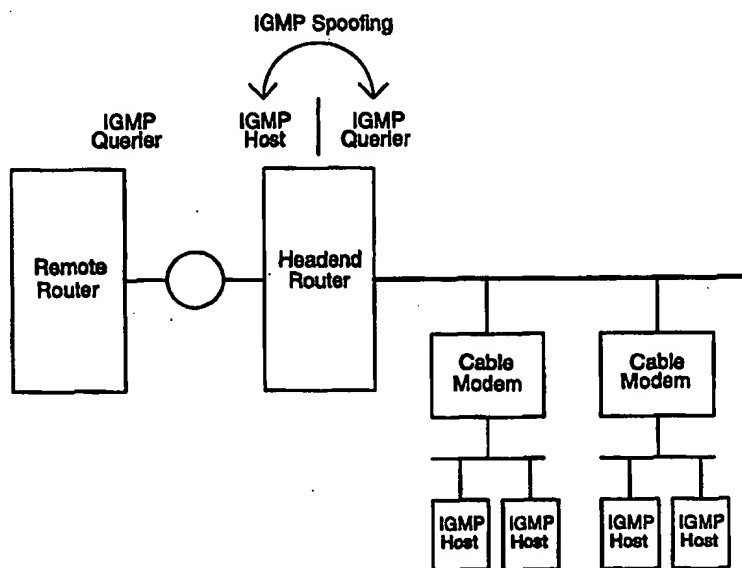 IGMP Spoofing
IGMP
Querier
IGMP
Host
IGMP
Querier
Remote
Router
Headend
Router
Cable
Modem
Cable
Modem
IGMP
Host
IGMP
Host
IGMP
Host
IGMP
Host